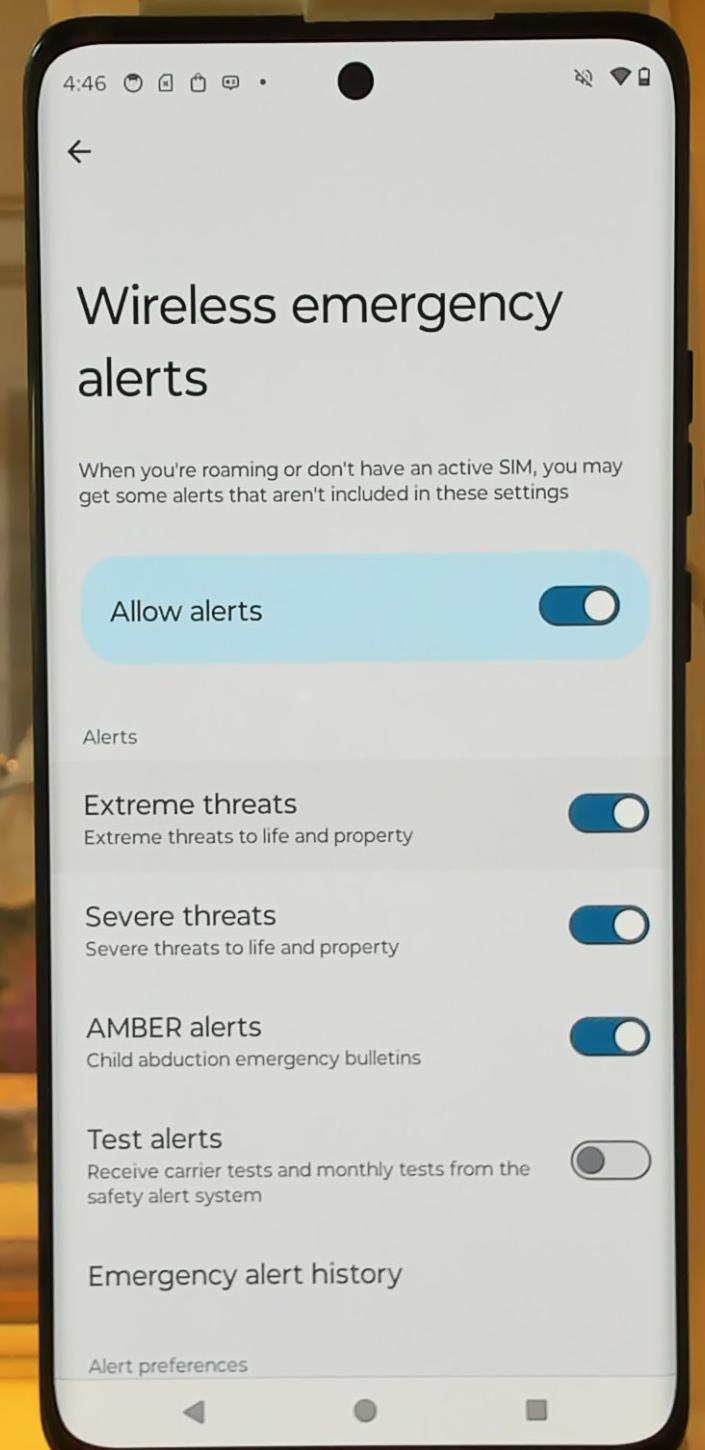 4:46
Wireless emergency
alerts
When you're roaming or don't have an active SIM, you may
get some alerts that aren't included in these settings
Allow alerts
Alerts
Extreme threats
Extreme threats to life and property
Severe threats
Severe threats to life and property
AMBER alerts
Child abduction emergency bulletins
Test alerts
Receive carrier tests and monthly tests from the
safety alert system
Emergency alert history
Alert preferences